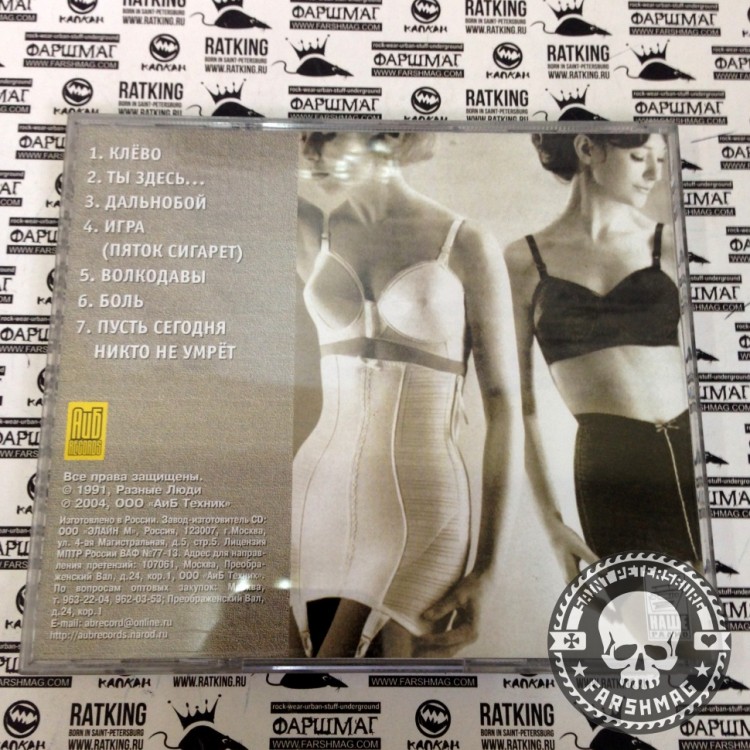 1. КЛЁВО
2. ТЫ ЗДЕСЬ...
3. ДАЛЬНОБОЙ
4. ИГРА
(ПЯТОК СИГАРЕТ)
5. ВОЛКОДАВЫ
6. БОЛЬ
7. ПУСТЬ СЕГОДНЯ
НИКТО НЕ УМРЁТ
АиБ
RECORDS
Все права защищены.
© 1991, Разные Люди
℗ 2004, ООО «АиБ Техник»
Изготовлено в России. Завод-изготовитель CD:
ООО «ЭЛАЙН М», Россия, 123007, г.Москва,
ул. 4-ая Магистральная, д.5, стр.5. Лицензия
МПТР России ВАФ №77-13. Адрес для направ-
ления претензий: 107061, Москва, Преобра-
женский Вал, д.24, кор.1, ООО «АиБ Техник».
По вопросам оптовых закупок: Москва,
т. 963-22-04, 962-03-53; Преображенский Вал,
д.24, кор.1
E-mail: abrecord@online.ru
http://aubrecords.narod.ru
SAINT PETERSBURG
FARSHMAG
НАШЕ
РАДИО
RATKING
BORN IN SAINT-PETERSBURG
WWW.RATKING.RU
КАПКАН
rock-wear-urban-stuff-underground
ФАРШМАГ
WWW.FARSHMAG.COM